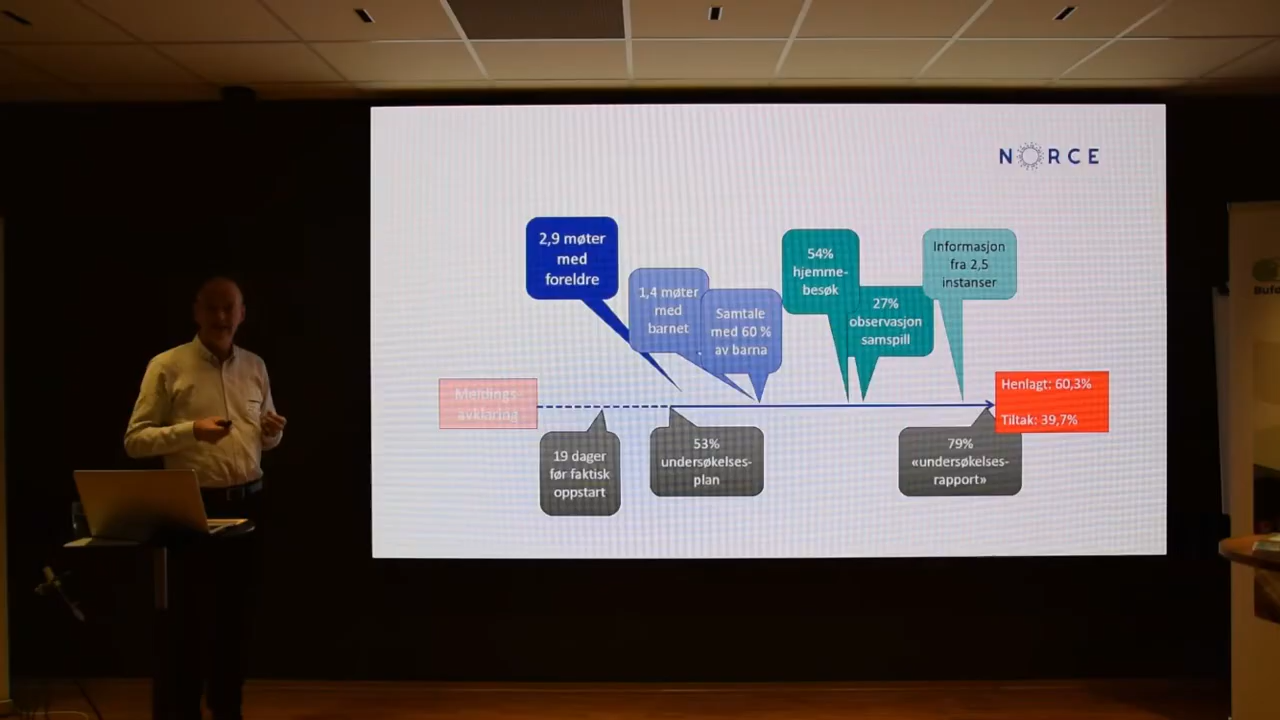 NORCE
2,9 møter
med
foreldre
1,4 møter
med
barnet
Samtale
med 60 %
av barna
54%
hjemme-
besøk
27%
observasjon
samspill
Informasjon
fra 2,5
instanser
Meldings-
avklaring
Henlagt: 60,3%
Tiltak: 39,7%
19 dager
før faktisk
oppstart
53%
undersøkelses-
plan
79%
«undersøkelses-
rapport»